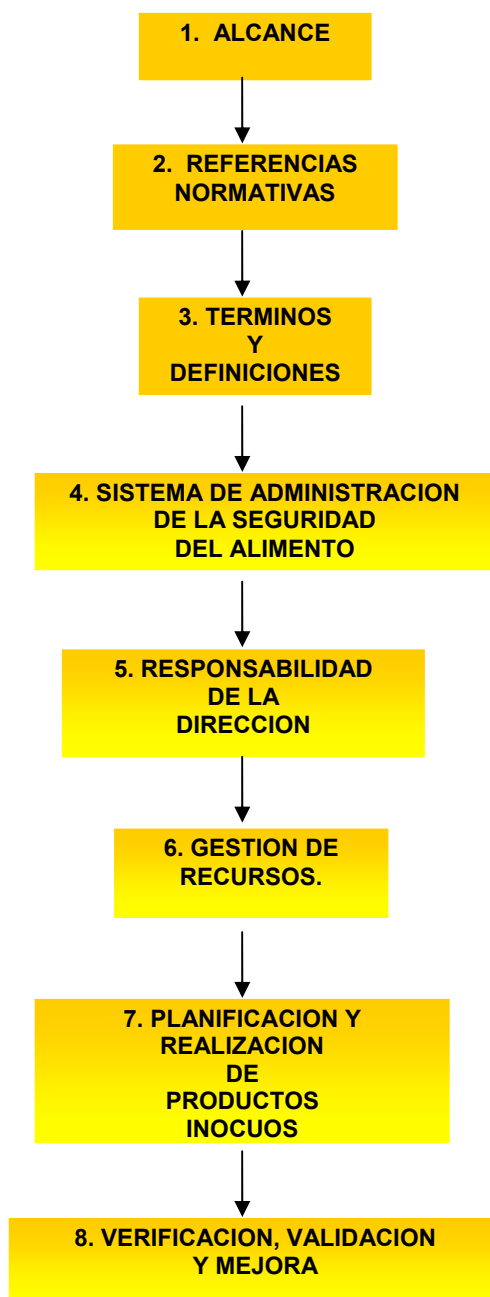 1. ALCANCE
2. REFERENCIAS
NORMATIVAS
3. TERMINOS
Y
DEFINICIONES
4. SISTEMA DE ADMINISTRACION
DE LA SEGURIDAD
DEL ALIMENTO
5. RESPONSABILIDAD
DE LA
DIRECCION
6. GESTION DE
RECURSOS.
7. PLANIFICACION Y
REALIZACION
DE
PRODUCTOS
INOCUOS
8. VERIFICACION, VALIDACION
Y MEJORA